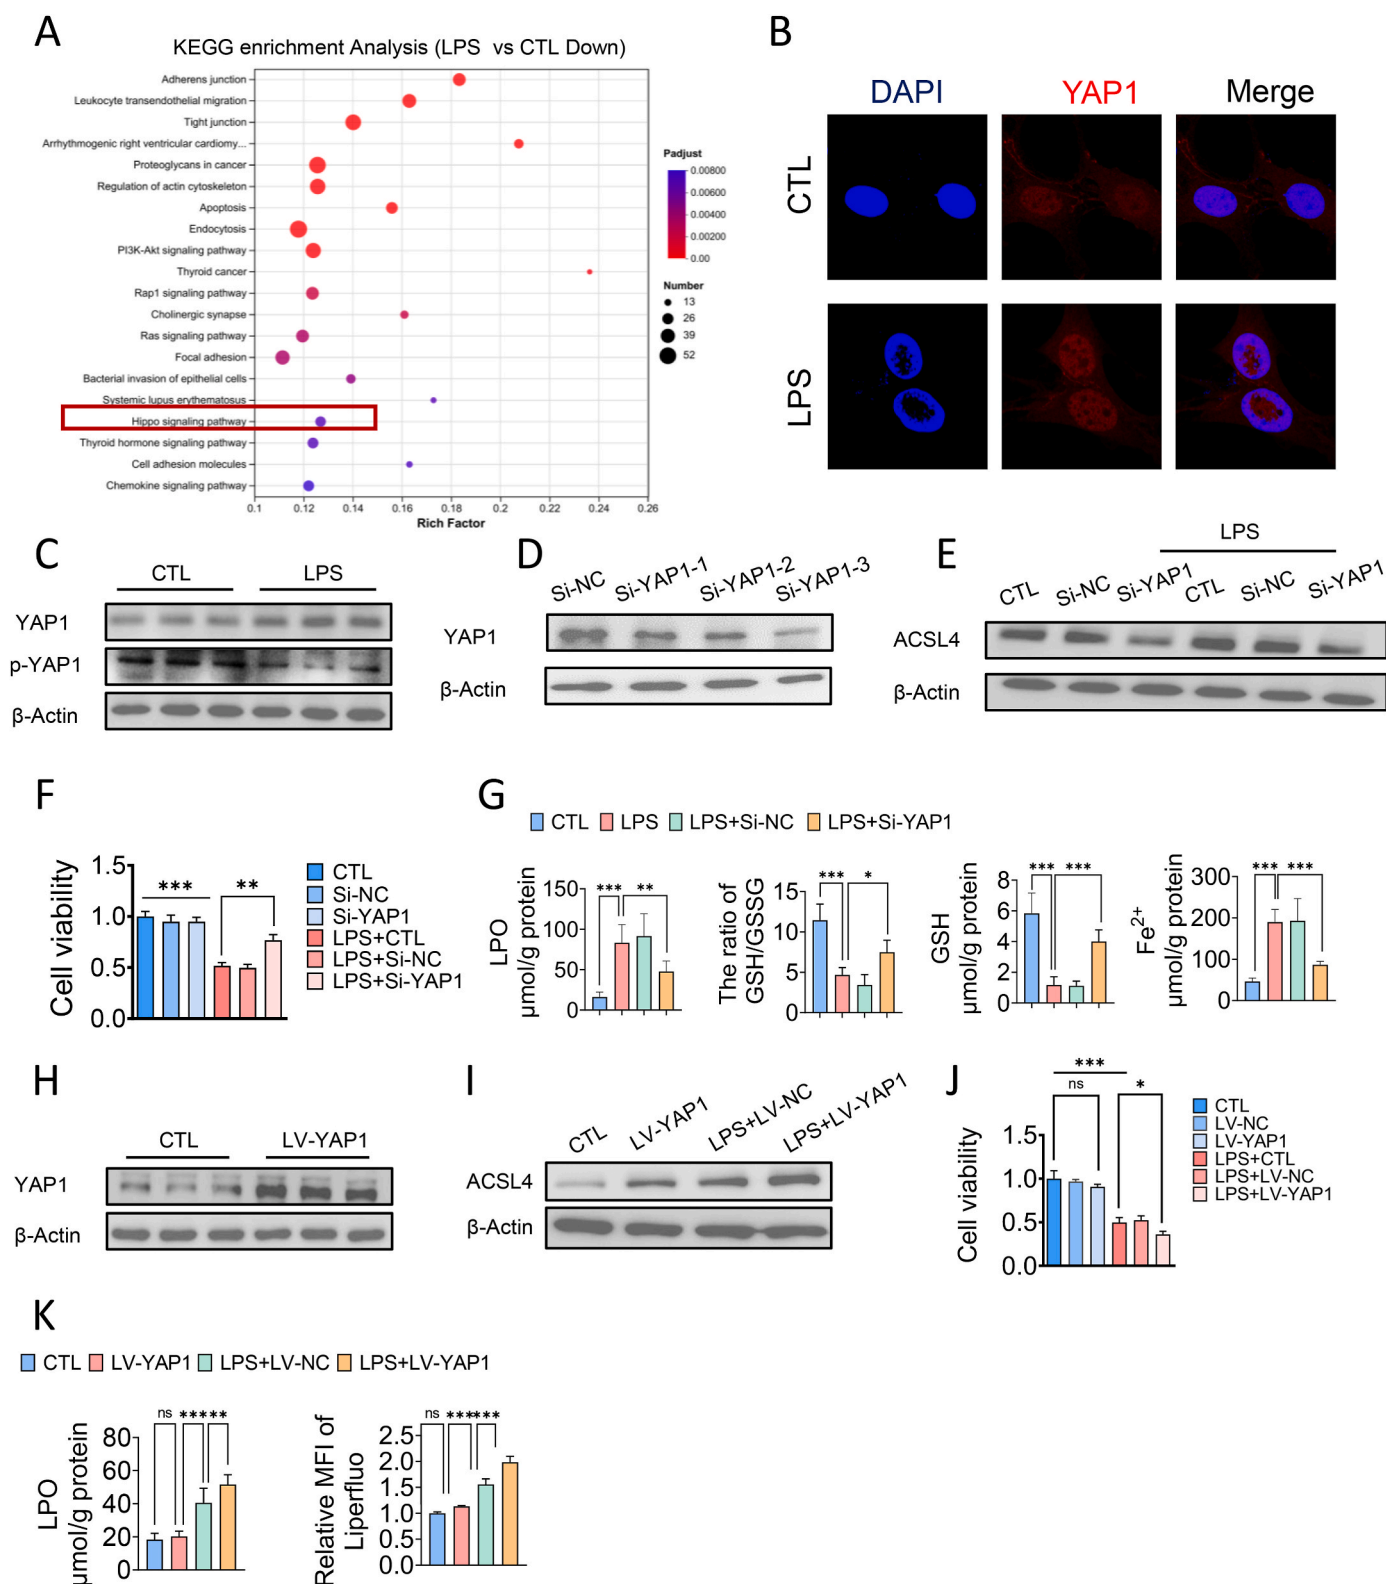 A
KEGG enrichment Analysis (LPS vs CTL Down)
Adherens junction
Leukocyte transendothelial migration
Tight junction
Arrhythmogenic right ventricular cardiomy...
Proteoglycans in cancer
Regulation of actin cytoskeleton
Apoptosis
Endocytosis
PI3K-Akt signaling pathway
Thyroid cancer
Rap1 signaling pathway
Cholinergic synapse
Ras signaling pathway
Focal adhesion
Bacterial invasion of epithelial cells
Systemic lupus erythematosus
Hippo signaling pathway
Thyroid hormone signaling pathway
Cell adhesion molecules
Chemokine signaling pathway
0.1 0.12 0.14 0.16 0.18 0.2 0.22 0.24 0.26
Rich Factor
Padjust
0.00800
0.00600
0.00400
0.00200
0.00
Number
13
26
39
52
B
DAPI YAP1 Merge
CTL
LPS
C
CTL LPS
YAP1
p-YAP1
β-Actin
D
Si-NC Si-YAP1-1 Si-YAP1-2 Si-YAP1-3
YAP1
β-Actin
E
LPS
CTL Si-NC Si-YAP1 CTL Si-NC Si-YAP1
ACSL4
β-Actin
F
Cell viability
1.5
1.0
0.5
0.0
*** **
CTL
Si-NC
Si-YAP1
LPS+CTL
LPS+Si-NC
LPS+Si-YAP1
G
CTL LPS LPS+Si-NC LPS+Si-YAP1
LPO
μmol/g protein
150
100
50
0
*** **
The ratio of
GSH/GSSG
15
10
5
0
*** *
GSH
μmol/g protein
8
6
4
2
0
*** ***
Fe2+
μmol/g protein
300
200
100
0
*** ***
H
CTL LV-YAP1
YAP1
β-Actin
I
CTL LV-YAP1 LPS+LV-NC LPS+LV-YAP1
ACSL4
β-Actin
J
***
ns *
Cell viability
1.5
1.0
0.5
0.0
CTL
LV-NC
LV-YAP1
LPS+CTL
LPS+LV-NC
LPS+LV-YAP1
K
CTL LV-YAP1 LPS+LV-NC LPS+LV-YAP1
LPO
μmol/g protein
80
60
40
20
0
ns *****
Relative MFI of
Liperfluo
2.5
2.0
1.5
1.0
0.5
0.0
ns ******